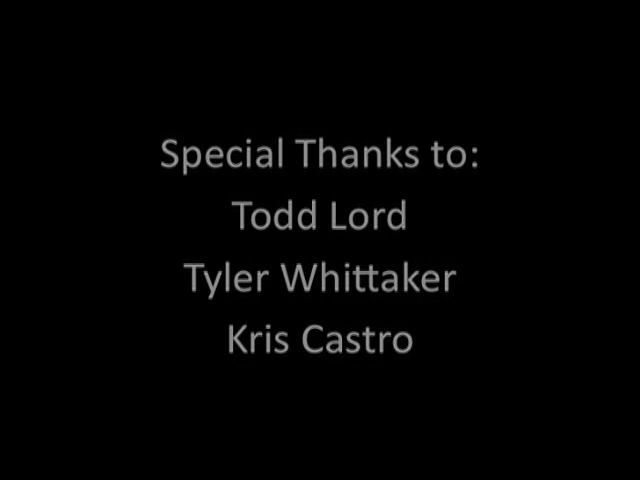 Special Thanks to:
Todd Lord
Tyler Whittaker
Kris Castro